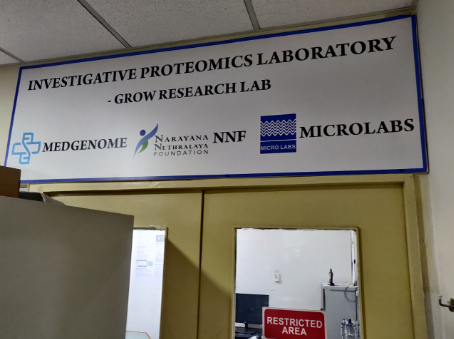 INVESTIGATIVE PROTEOMICS LABORATORY
- GROW RESEARCH LAB
MEDGENOME
NARAYANA
NETHRALAYA
FOUNDATION
NNF
MICRO LABS
MICROLABS
RESTRICTED
AREA